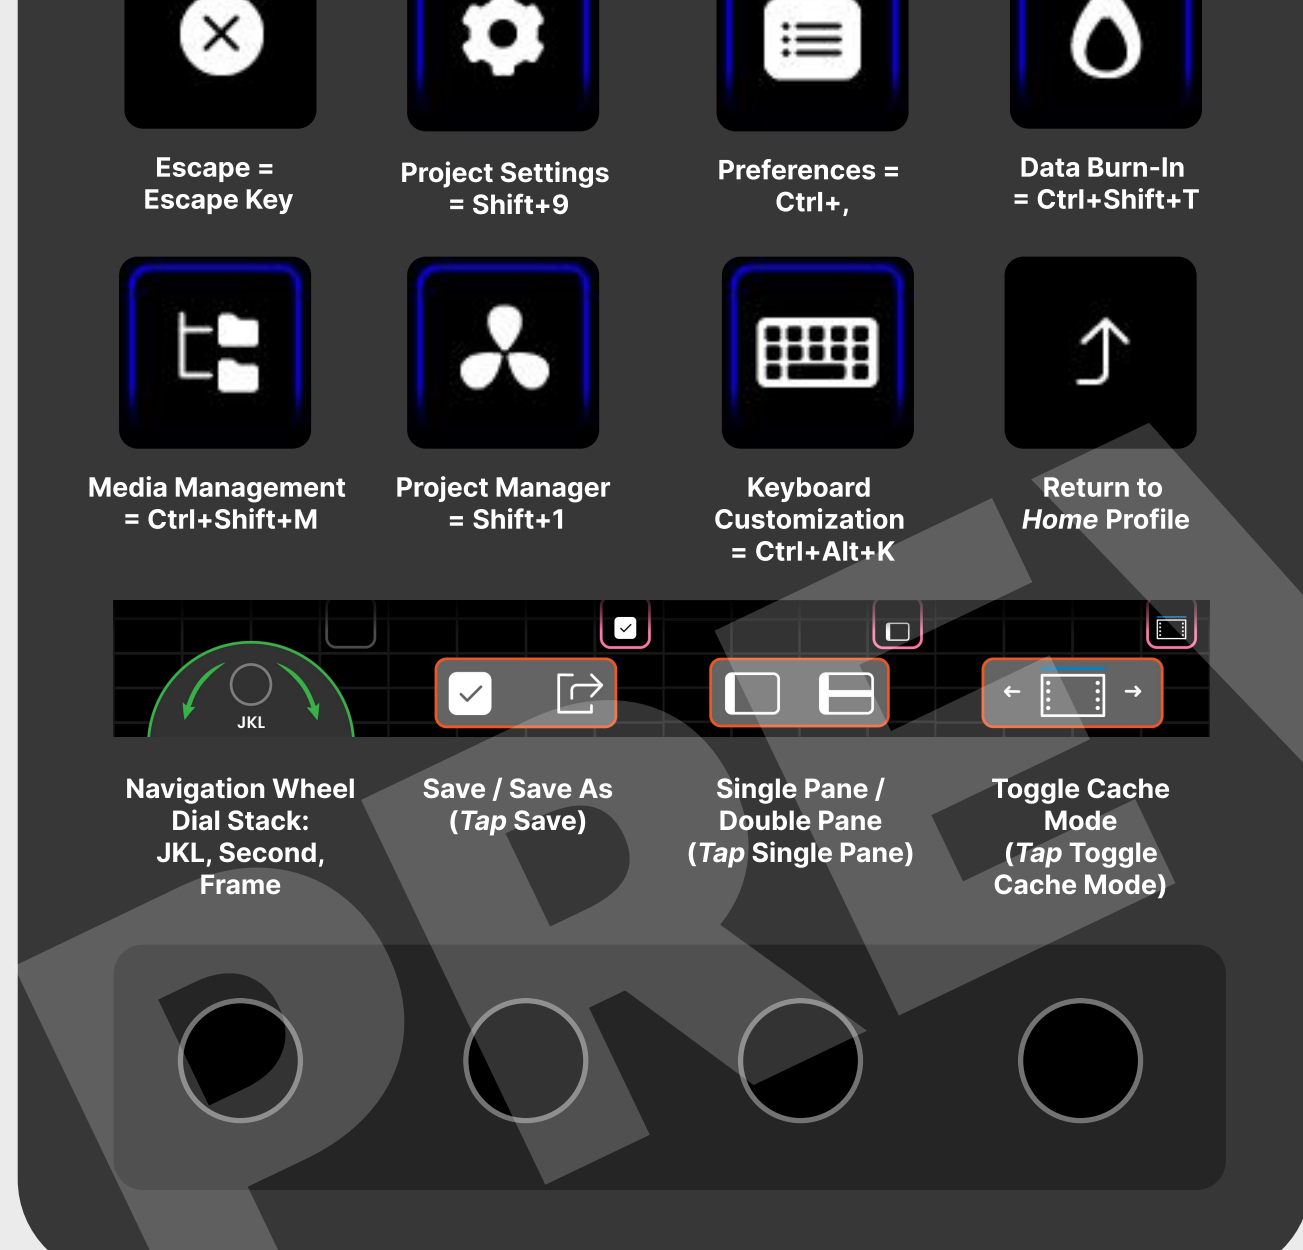 Escape =
Escape Key
Project Settings
= Shift+9
Preferences =
Ctrl+,
Data Burn-In
= Ctrl+Shift+T
Media Management
= Ctrl+Shift+M
Project Manager
= Shift+1
Keyboard
Customization
= Ctrl+Alt+K
Return to
Home Profile
JKL
Navigation Wheel
Dial Stack:
JKL, Second,
Frame
Save / Save As
(Tap Save)
Single Pane /
Double Pane
(Tap Single Pane)
Toggle Cache
Mode
(Tap Toggle
Cache Mode)
PREV